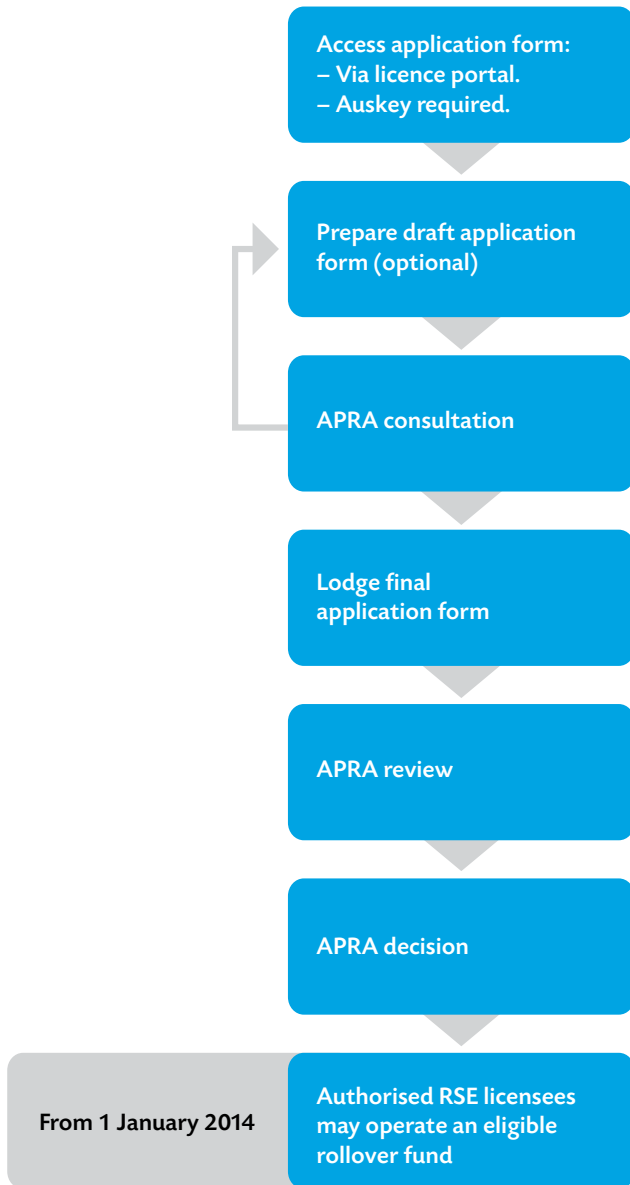 Access application form:
– Via licence portal.
– Auskey required.
Prepare draft application
form (optional)
APRA consultation
Lodge final
application form
APRA review
APRA decision
From 1 January 2014
Authorised RSE licensees
may operate an eligible
rollover fund